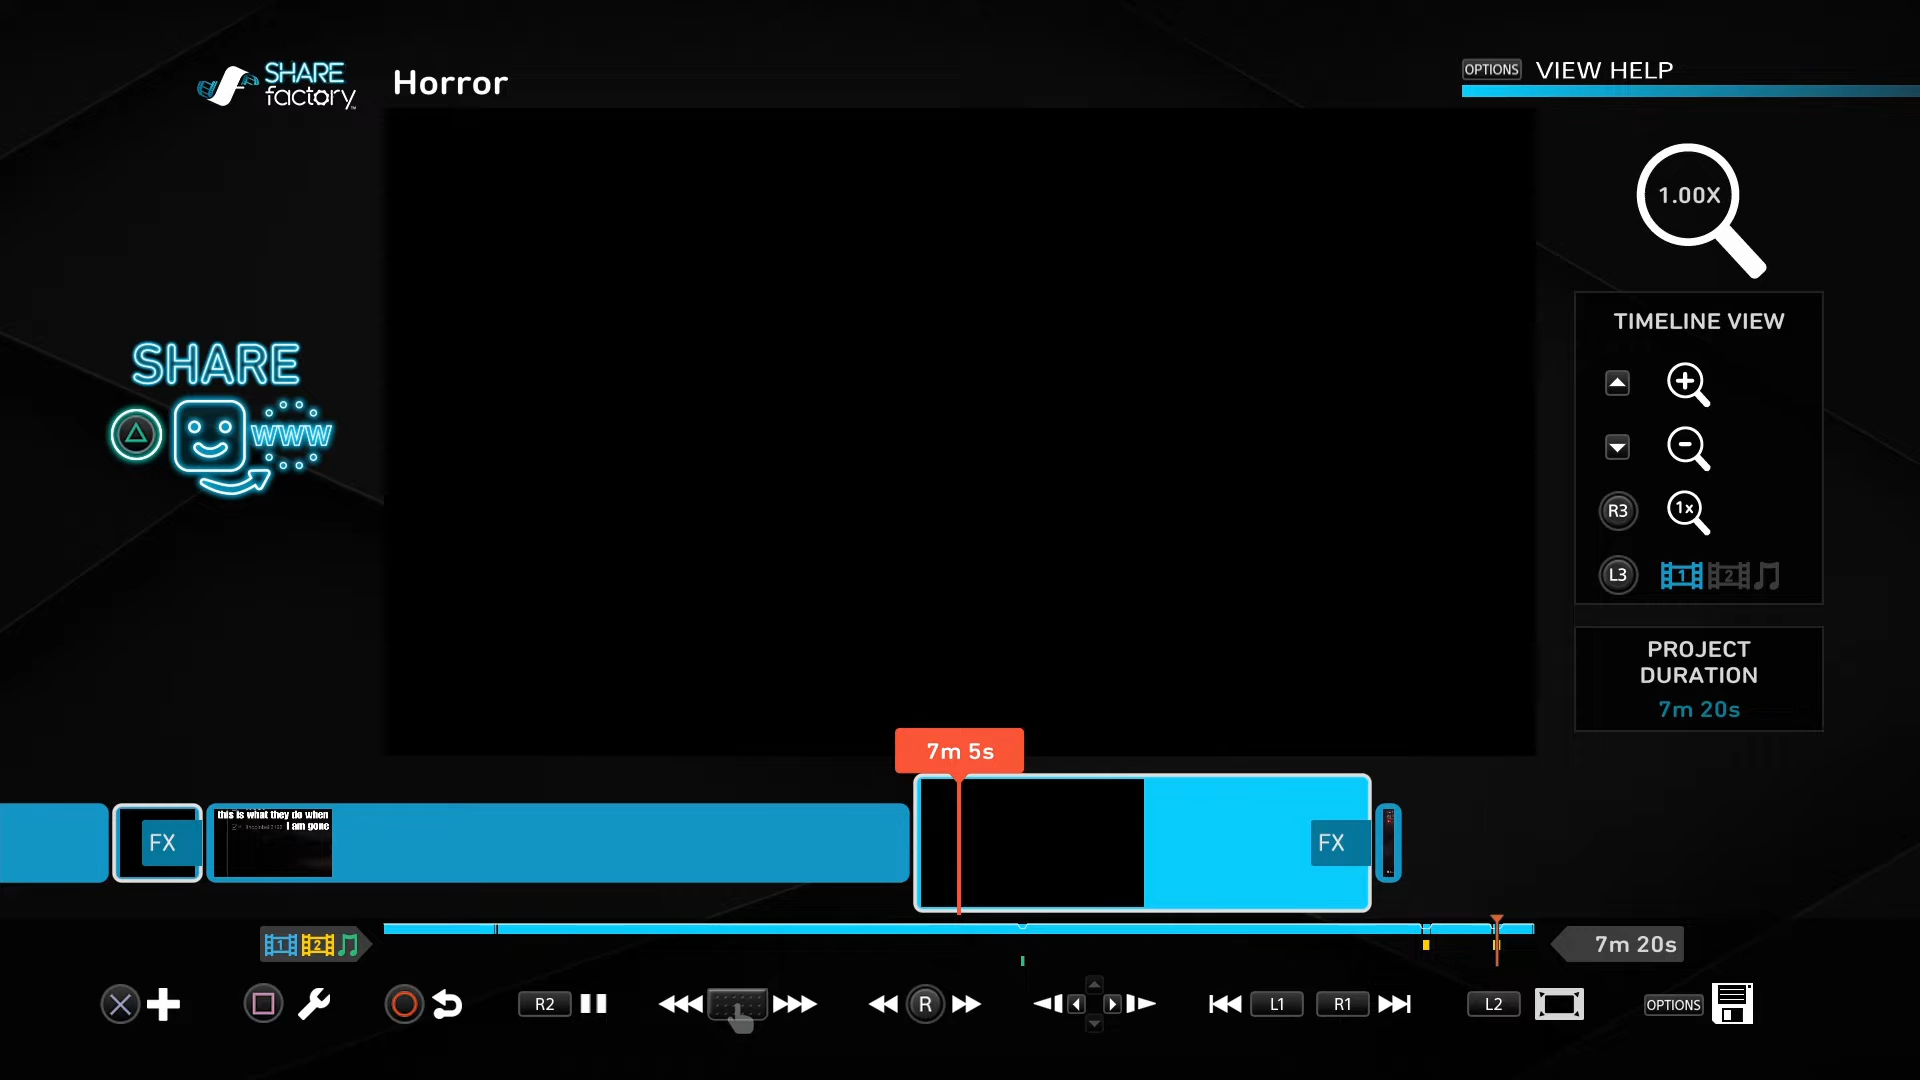 SHARE
factory™
Horror
OPTIONS VIEW HELP
1.00X
TIMELINE VIEW
SHARE
1x
R3
WWW
L3 1 2
PROJECT
DURATION
7m 20s
7m 5s
this is what they do when
I am gone
FX
FX
1 2
7m 20s
R2
R
L1
R1
L2
OPTIONS